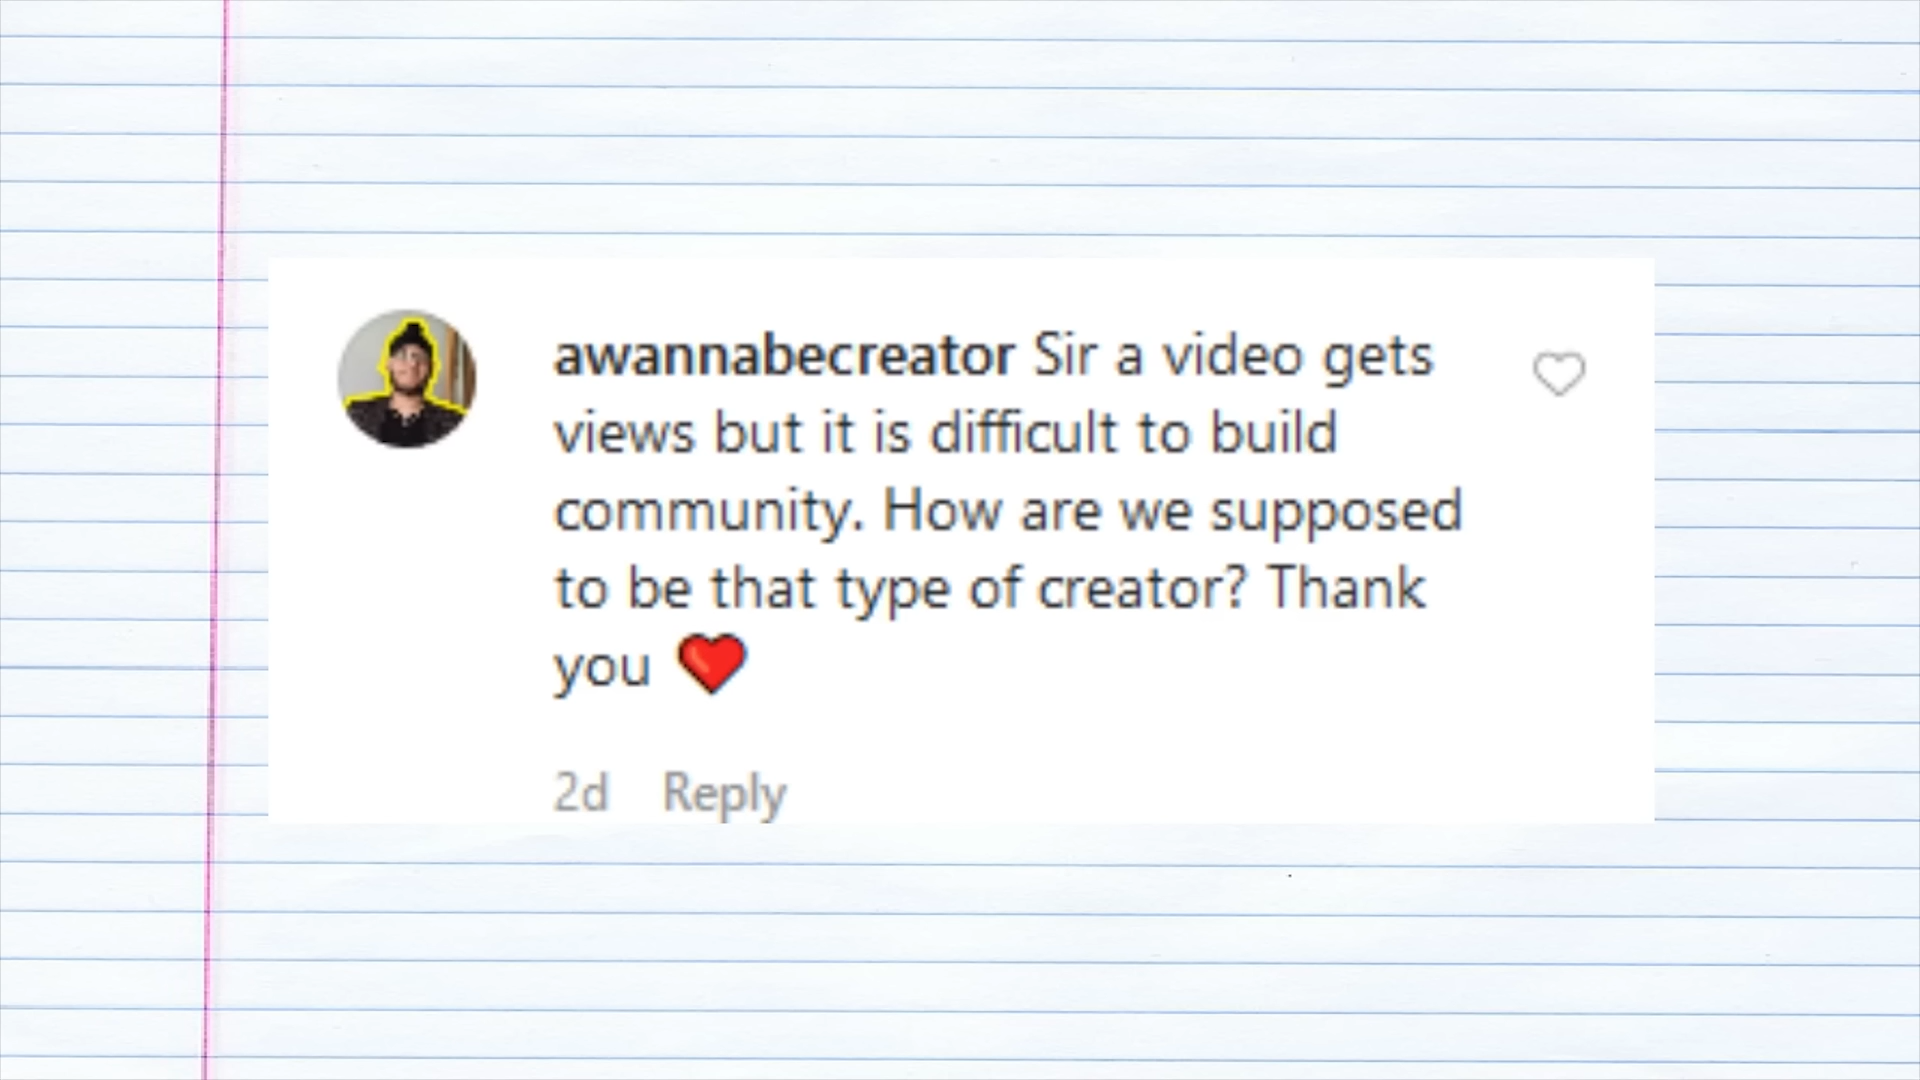 awannabecreator Sir a video gets
views but it is difficult to build
community. How are we supposed
to be that type of creator? Thank
you ❤️
2d Reply